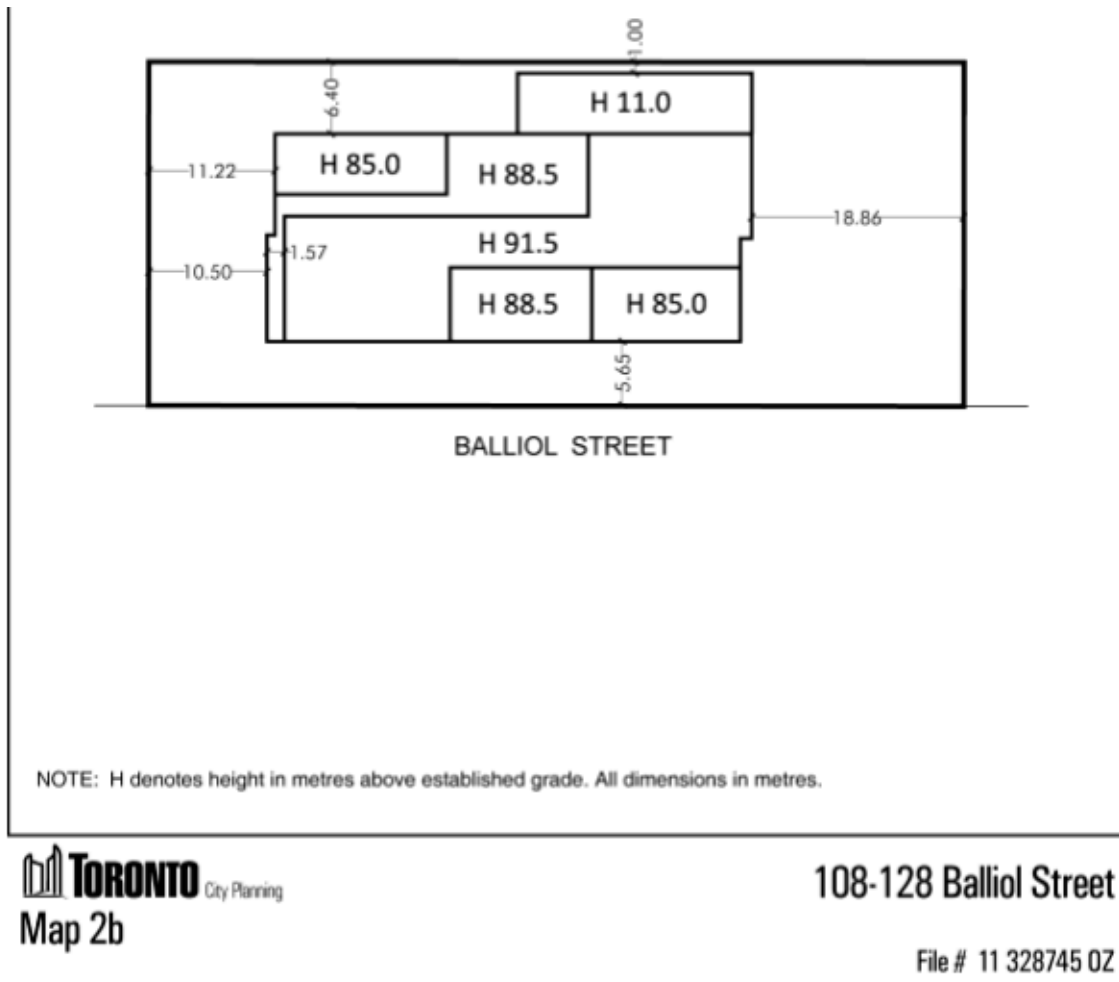 1.00
H 11.0
6.40
11.22
H 85.0
H 88.5
18.86
H 91.5
1.57
10.50
H 88.5
H 85.0
5.65
BALLIOL STREET
NOTE: H denotes height in metres above established grade. All dimensions in metres.
TORONTO City Planning
Map 2b
108-128 Balliol Street
File # 11 328745 OZ